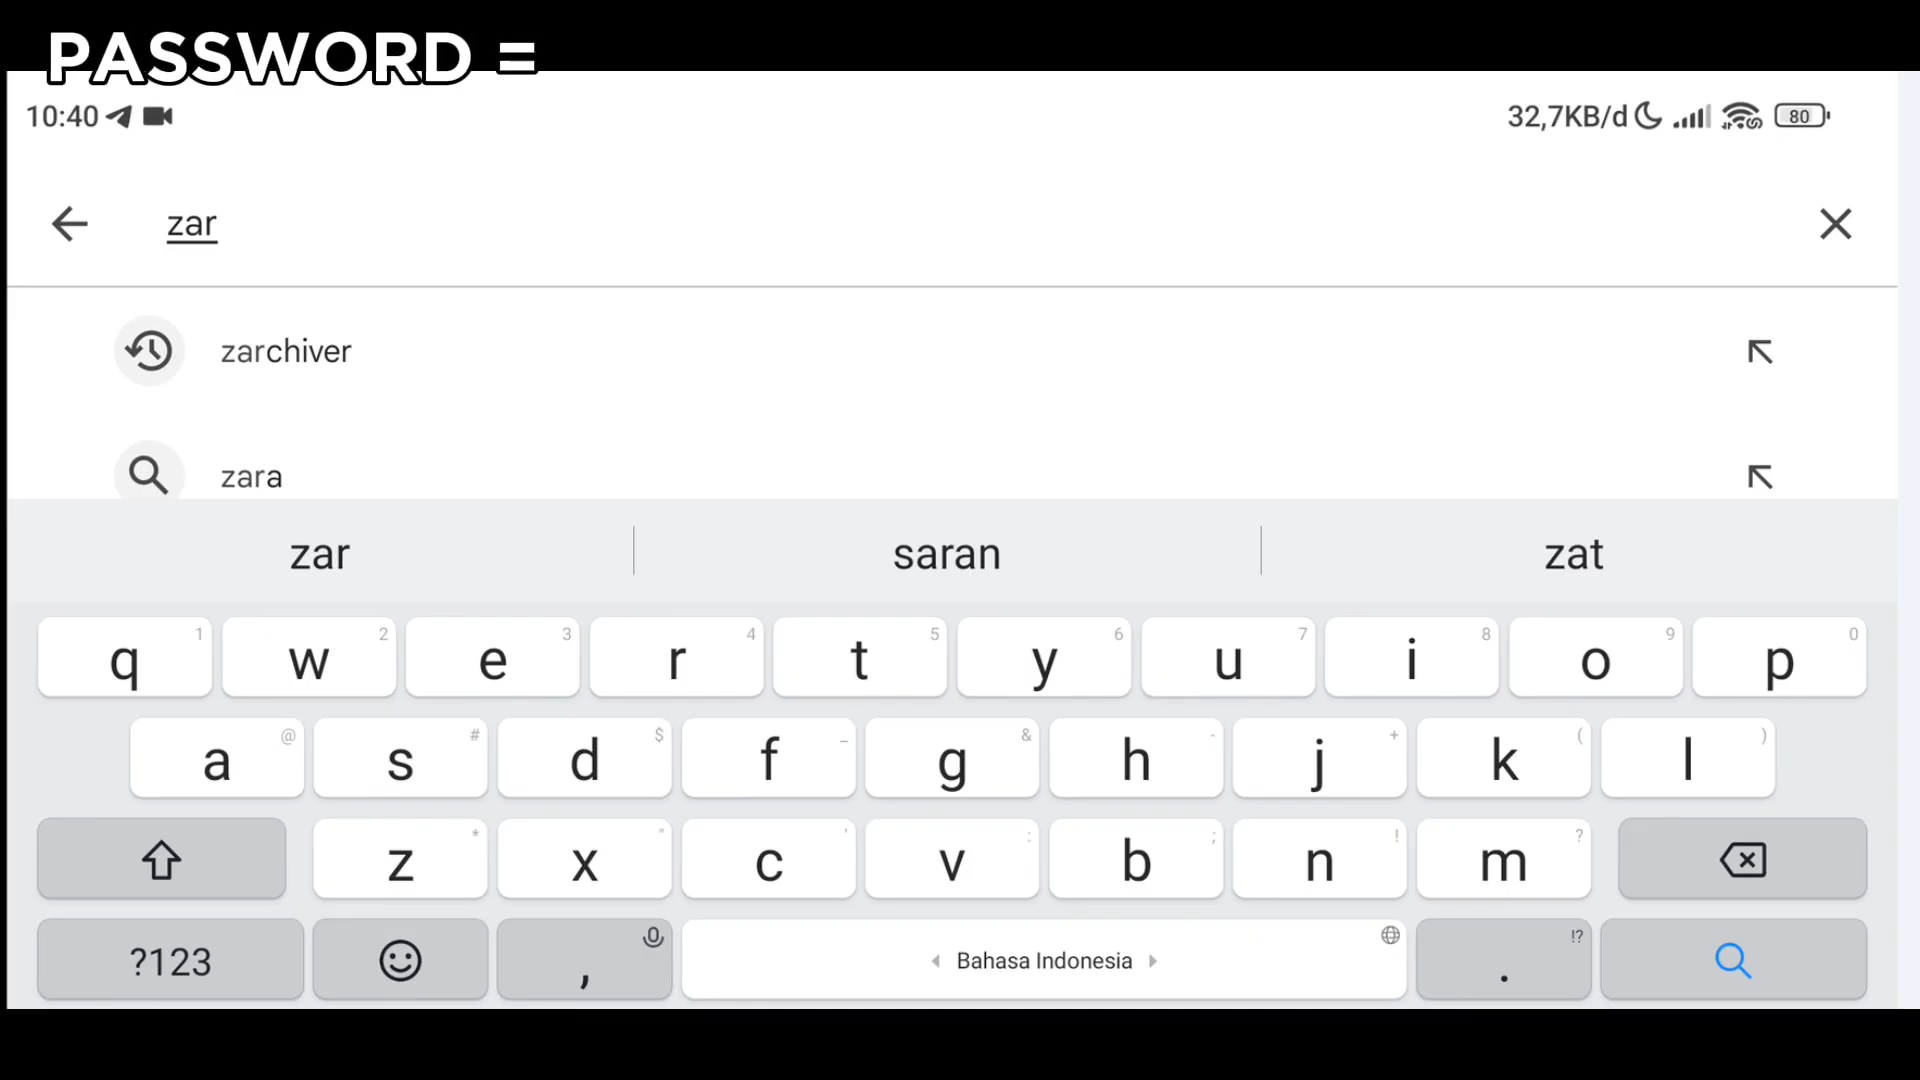 PASSWORD =
10:40 32,7KB/d 80
zar
zarchiver
zara
zar saran zat
q 1 w 2 e 3 r 4 t 5 y 6 u 7 i 8 o 9 p 0
a @ s # d $ f _ g & h - j + k ( l )
z * x " c ' v : b ; n ! m ?
?123 , Bahasa Indonesia . !?